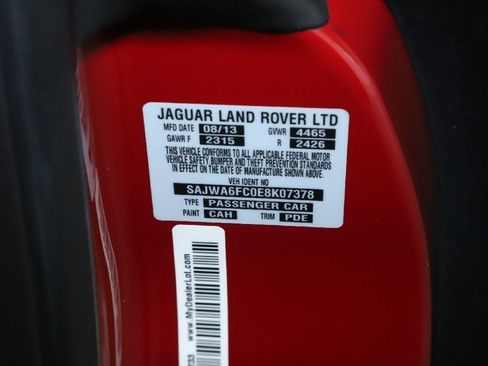 JAGUAR LAND ROVER LTD
MFD DATE 08/13 GVWR 4465
GAWR F 2315 R 2426
THIS VEHICLE CONFORMS TO ALL APPLICABLE FEDERAL MOTOR
VEHICLE SAFETY, BUMPER AND THEFT PREVENTION STANDARDS
IN EFFECT ON THE DATE OF MANUFACTURE SHOWN ABOVE.
VEH IDENT NO
SAJWA6FC0E8K07378
TYPE PASSENGER CAR
PAINT CAH TRIM PDE
www.MyDealerLot.com